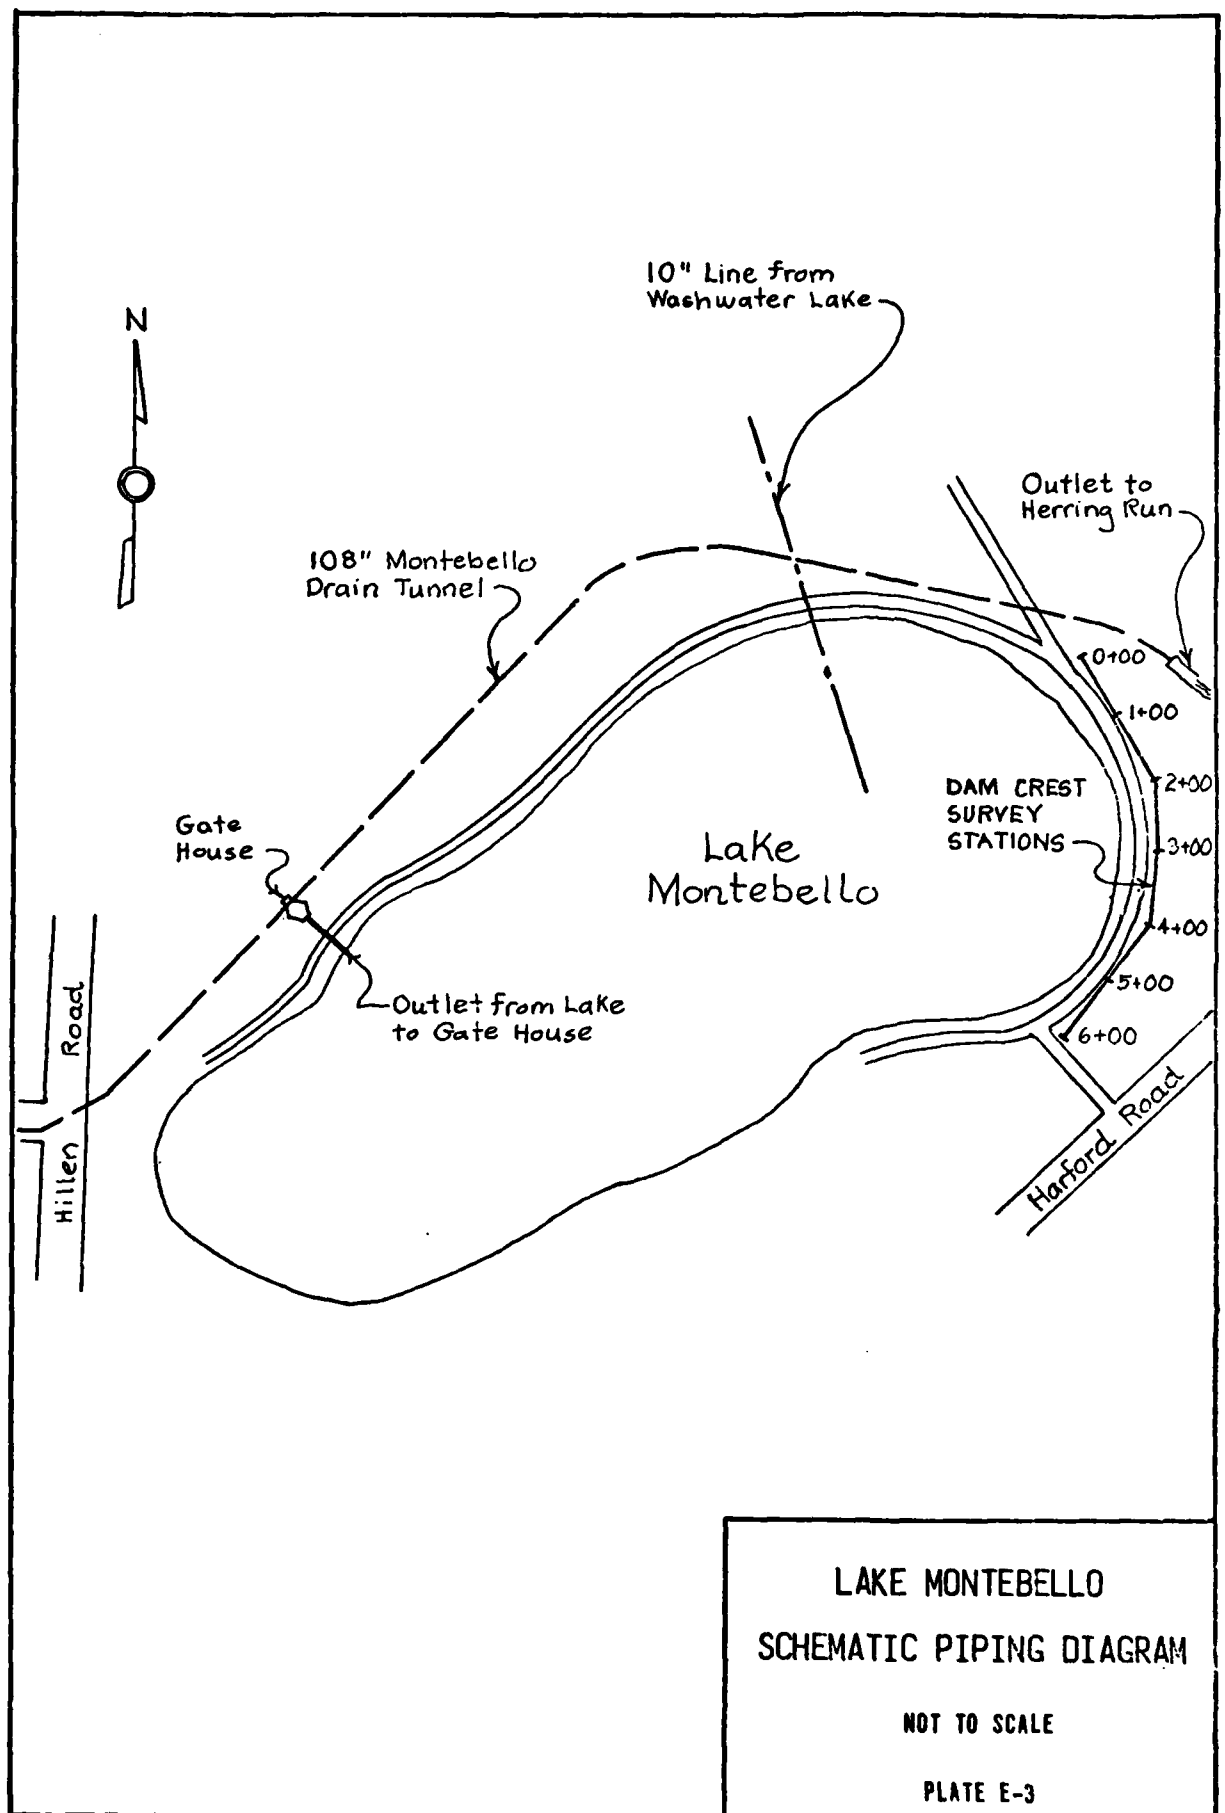 10" Line from
Washwater Lake
N
Outlet to
Herring Run
108" Montebello
Drain Tunnel
0+00
1+00
2+00
DAM CREST
SURVEY
STATIONS
3+00
Gate
House
Lake
Montebello
4+00
5+00
Outlet from Lake
to Gate House
6+00
Hillen Road
Harford Road
LAKE MONTEBELLO
SCHEMATIC PIPING DIAGRAM
NOT TO SCALE
PLATE E-3